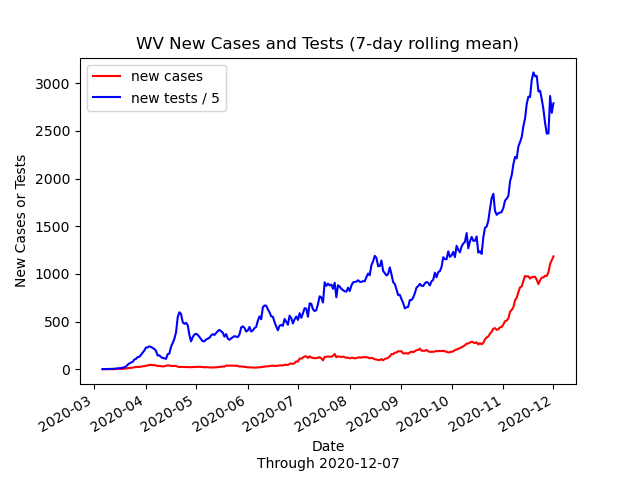 WV New Cases and Tests (7-day rolling mean)
new cases
new tests / 5
New Cases or Tests
3000
2500
2000
1500
1000
500
0
2020-03
2020-04
2020-05
2020-06
2020-07
2020-08
2020-09
2020-10
2020-11
2020-12
Date
Through 2020-12-07